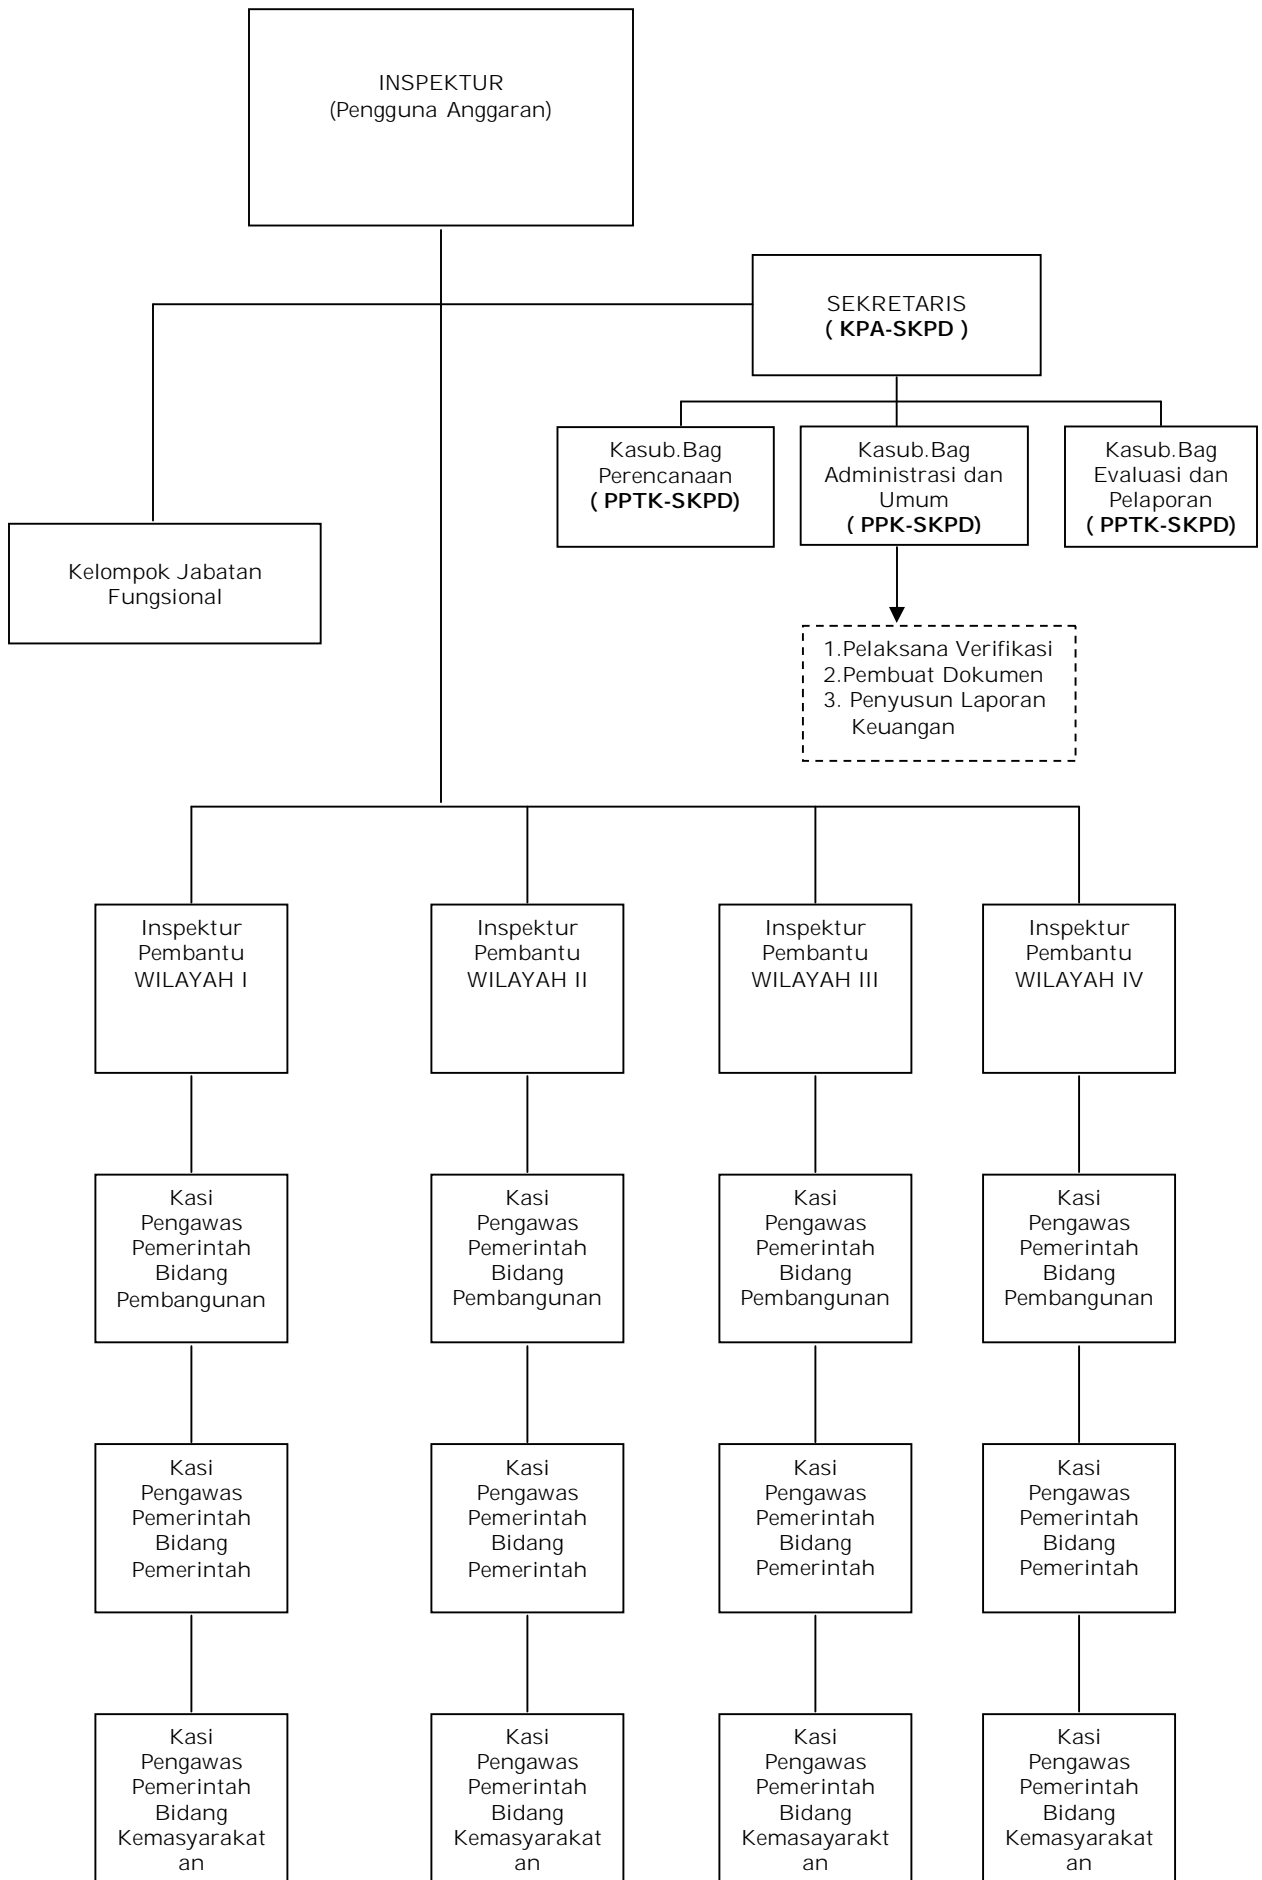 INSPEKTUR
(Pengguna Anggaran)
SEKRETARIS
( KPA-SKPD )
Kasub.Bag
Perencanaan
( PPTK-SKPD)
Kasub.Bag
Administrasi dan
Umum
( PPK-SKPD)
Kasub.Bag
Evaluasi dan
Pelaporan
( PPTK-SKPD)
Kelompok Jabatan
Fungsional
1.Pelaksana Verifikasi
2.Pembuat Dokumen
3. Penyusun Laporan
Keuangan
Inspektur
Pembantu
WILAYAH I
Inspektur
Pembantu
WILAYAH II
Inspektur
Pembantu
WILAYAH III
Inspektur
Pembantu
WILAYAH IV
Kasi
Pengawas
Pemerintah
Bidang
Pembangunan
Kasi
Pengawas
Pemerintah
Bidang
Pembangunan
Kasi
Pengawas
Pemerintah
Bidang
Pembangunan
Kasi
Pengawas
Pemerintah
Bidang
Pembangunan
Kasi
Pengawas
Pemerintah
Bidang
Pemerintah
Kasi
Pengawas
Pemerintah
Bidang
Pemerintah
Kasi
Pengawas
Pemerintah
Bidang
Pemerintah
Kasi
Pengawas
Pemerintah
Bidang
Pemerintah
Kasi
Pengawas
Pemerintah
Bidang
Kemasyarakat
an
Kasi
Pengawas
Pemerintah
Bidang
Kemasyarakat
an
Kasi
Pengawas
Pemerintah
Bidang
Kemasayarakt
an
Kasi
Pengawas
Pemerintah
Bidang
Kemasyarakat
an